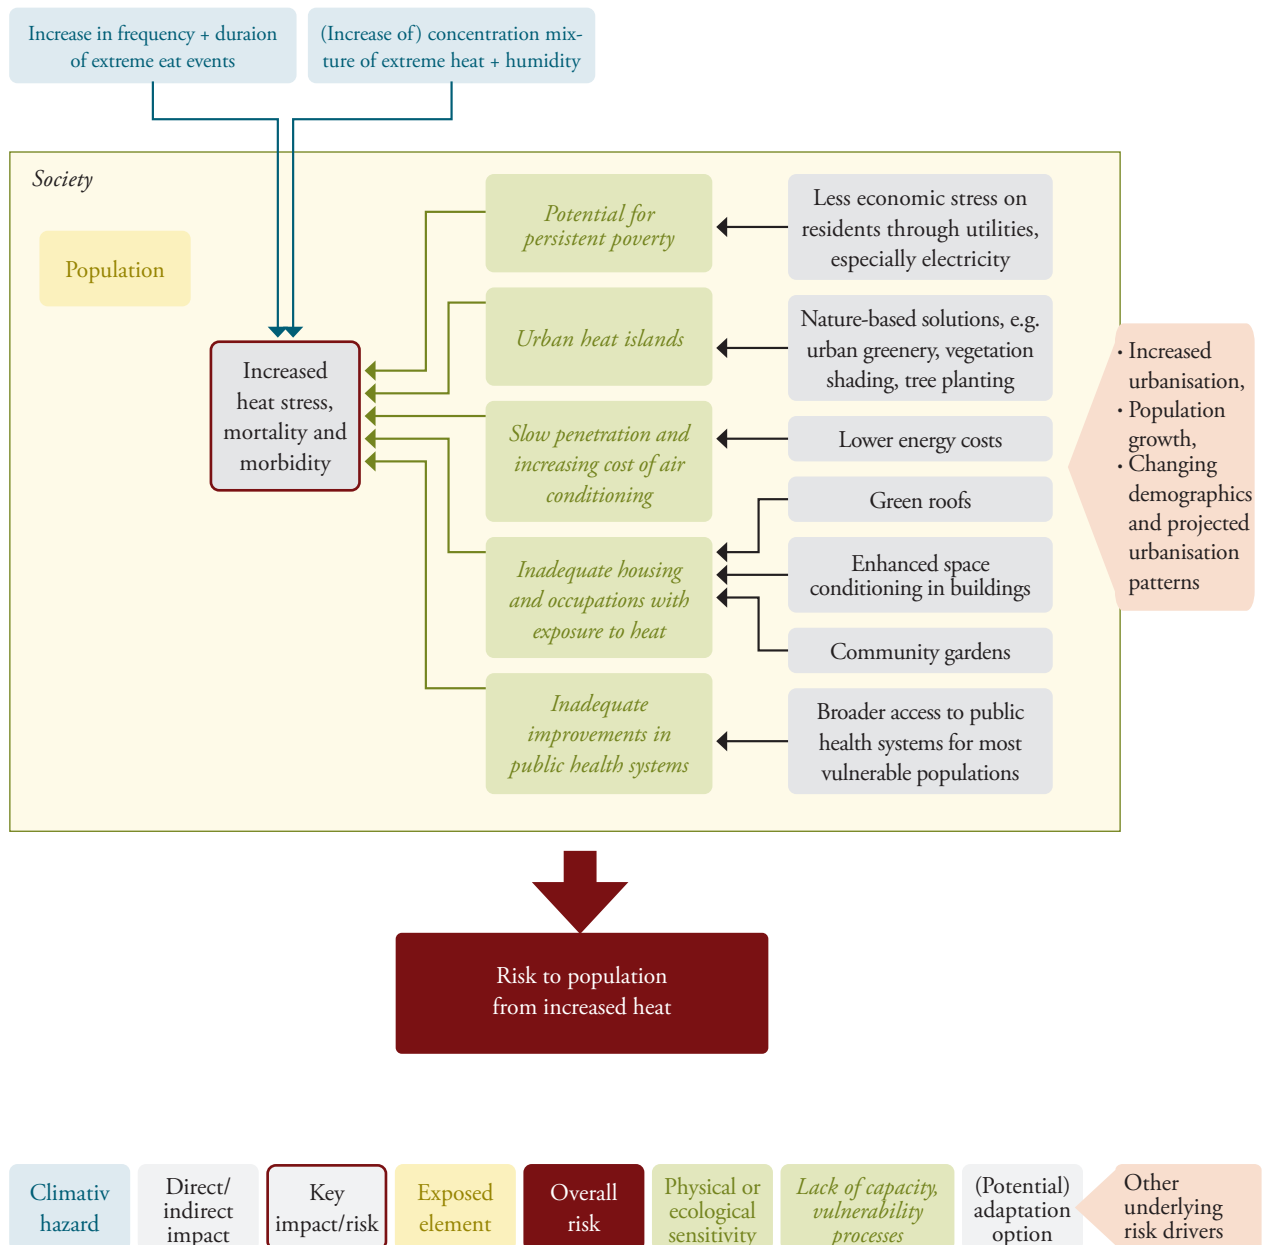 Increase in frequency + duraion
of extreme eat events
(Increase of) concentration mix-
ture of extreme heat + humidity
Society
Population
Increased
heat stress,
mortality and
morbidity
Potential for
persistent poverty
Urban heat islands
Slow penetration and
increasing cost of air
conditioning
Inadequate housing
and occupations with
exposure to heat
Inadequate
improvements in
public health systems
Less economic stress on
residents through utilities,
especially electricity
Nature-based solutions, e.g.
urban greenery, vegetation
shading, tree planting
Lower energy costs
Green roofs
Enhanced space
conditioning in buildings
Community gardens
Broader access to public
health systems for most
vulnerable populations
· Increased
urbanisation,
· Population
growth,
· Changing
demographics
and projected
urbanisation
patterns
Risk to population
from increased heat
Climativ
hazard
Direct/
indirect
impact
Key
impact/risk
Exposed
element
Overall
risk
Physical or
ecological
sensitivity
Lack of capacity,
vulnerability
processes
(Potential)
adaptation
option
Other
underlying
risk drivers